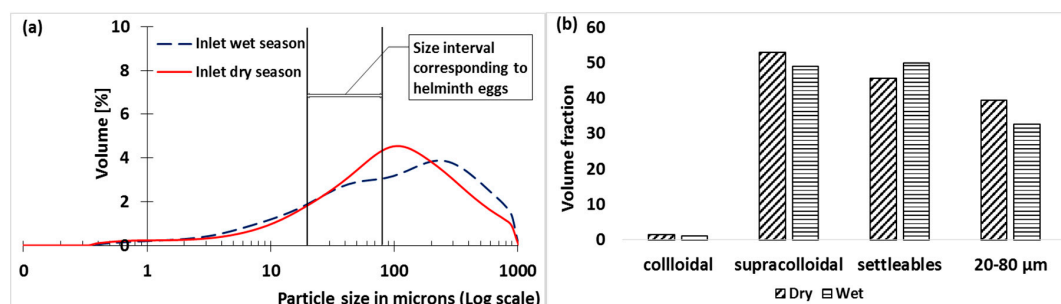 (a)
10
8
6
4
2
0
Volume [%]
Inlet wet season
Inlet dry season
Size interval
corresponding to
helminth eggs
0 1 10 100 1000
Particle size in microns (Log scale)
(b)
60
50
40
30
20
10
0
Volume fraction
collloidal supracolloidal settleables 20-80 µm
Dry Wet